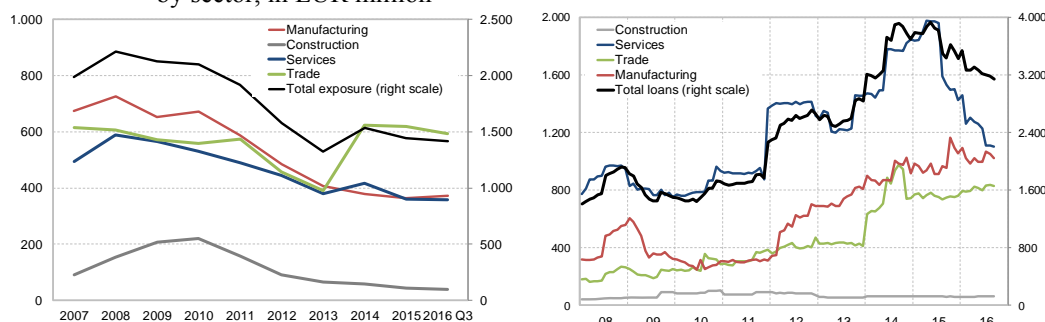 by sector, in EUR million
1.000
800
600
400
200
0
2.500
2.000
1.500
1.000
500
0
Manufacturing
Construction
Services
Trade
Total exposure (right scale)
2007 2008 2009 2010 2011 2012 2013 2014 2015 2016 Q3
2.000
1.600
1.200
800
400
0
4.000
3.200
2.400
1.600
800
0
Construction
Services
Trade
Manufacturing
Total loans (right scale)
08 09 10 11 12 13 14 15 16